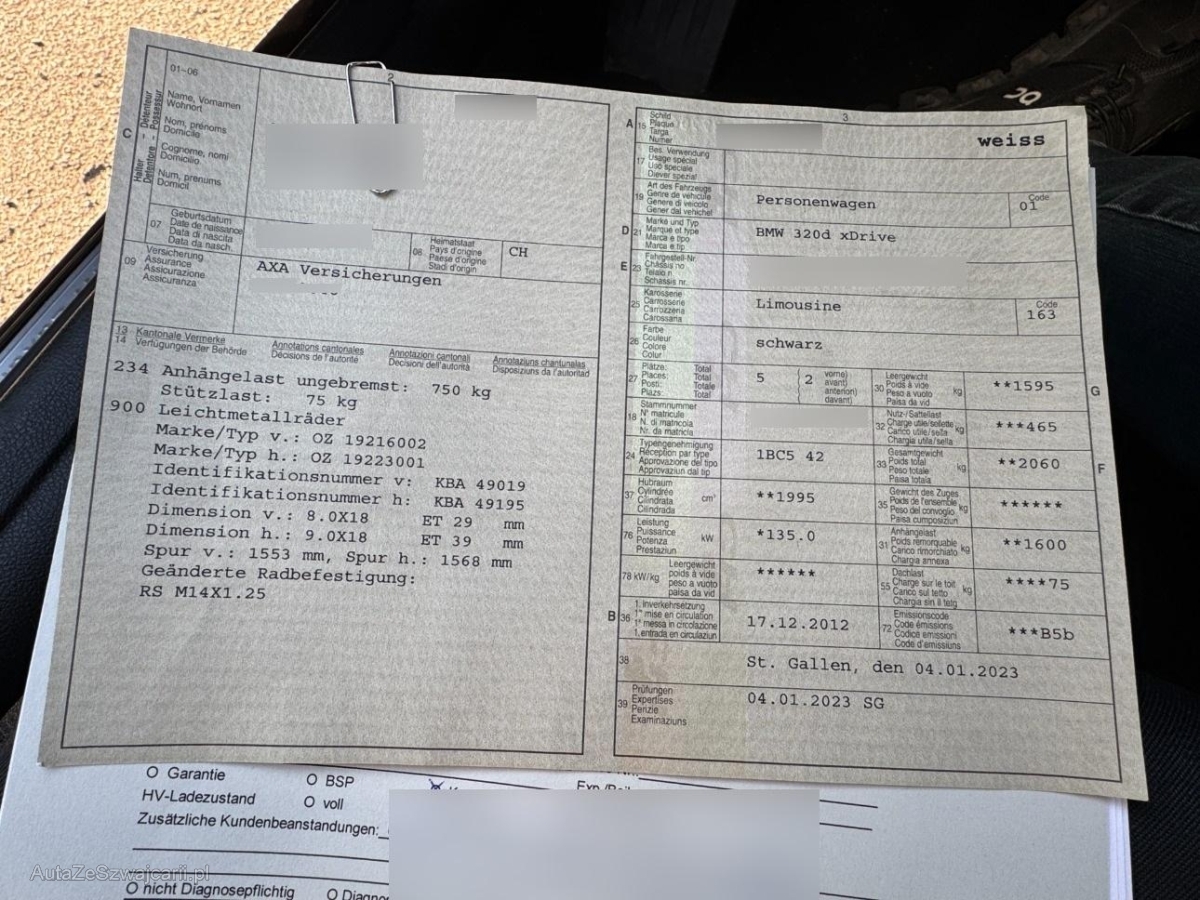 01-06
2
Halter Détenteur
Detentore Possessur
C
Name, Vornamen
Wohnort
Nom, prénoms
Domicile
Cognome, nomi
Domicilio
Num, prenums
Domicil
07
Geburtsdatum
Date de naissance
Data di nascita
Data da nasch.
08
Heimatstaat
Pays d'origine
Paese d'origine
Stadi d'origin
CH
09
Versicherung
Assurance
Assicurazione
Assicuranza
AXA Versicherungen
13
14
Kantonale Vermerke
Verfügungen der Behörde
Annotations cantonales
Décisions de l'autorité
Annotazioni cantonali
Decisioni dell'autorità
Annotaziuns chantunalas
Disposiziuns da l'autoritad
234 Anhängelast ungebremst: 750 kg
Stützlast: 75 kg
900 Leichtmetallräder
Marke/Typ v.: OZ 19216002
Marke/Typ h.: OZ 19223001
Identifikationsnummer v: KBA 49019
Identifikationsnummer h: KBA 49195
Dimension v.: 8.0X18 ET 29 mm
Dimension h.: 9.0X18 ET 39 mm
Spur v.: 1553 mm, Spur h.: 1568 mm
Geänderte Radbefestigung:
RS M14X1.25
3
A 15
Schild
Plaque
Targa
Numer
weiss
17
Bes. Verwendung
Usage spécial
Uso speciale
Diever spezial
19
Art des Fahrzeugs
Genre de véhicule
Genere di veicolo
Gener dal vehichel
Personenwagen
Code
01
D 21
Marke und Typ
Marque et type
Marca e tipo
Marca e tip
BMW 320d xDrive
E 23
Fahrgestell-Nr.
Châssis no
Telaio n.
Schassis nr.
25
Karosserie
Carrosserie
Carrozzeria
Carossaria
Limousine
Code
163
26
Farbe
Couleur
Colore
Colur
schwarz
27
Plätze: Total
Places: Total
Posti: Totale
Plazs: Total
5
2
vorne)
avant)
anteriori)
davant)
30
Leergewicht
Poids à vide
Peso a vuoto
Paisa da vid
kg
**1595
G
18
Stammnummer
N° matricule
N. di matricola
Nr. da matricla
32
Nutz-/Sattellast
Charge utile/sellette
Carico utile/sella
Chargia utila/sella
***465
24
Typengenehmigung
Réception par type
Approvazione del tipo
Approvaziun dal tip
1BC5 42
33
Gesamtgewicht
Poids total
Peso totale
Paisa totala
kg
**2060
F
37
Hubraum
Cylindrée
Cilindrata
Cilindrada
cm³
**1995
35
Gewicht des Zuges
Poids de l'ensemble
Peso del convoglio
Paisa cumposiziun
kg
******
76
Leistung
Puissance
Potenza
Prestaziun
kW
*135.0
31
Anhängelast
Poids remorquable
Carico rimorchiato
Chargia annexa
kg
**1600
78 kW/kg
Leergewicht
poids à vide
peso a vuoto
paisa da vid
******
55
Dachlast
Charge sur le toit
Carico sul tetto
Chargia sin il tetg
kg
****75
B 36
1. Inverkehrsetzung
1re mise en circulation
1a messa in circolazione
1. entrada en circulaziun
17.12.2012
72
Emissionscode
Code émissions
Codice emissioni
Code d'emissiuns
***B5b
38
St. Gallen, den 04.01.2023
39
Prüfungen
Expertises
Perizie
Examinaziuns
04.01.2023 SG
O Garantie
O BSP
HV-Ladezustand
O voll
Zusätzliche Kundenbeanstandungen:
O nicht Diagnosepflichtig
AutaZeSzwajcarii.pl